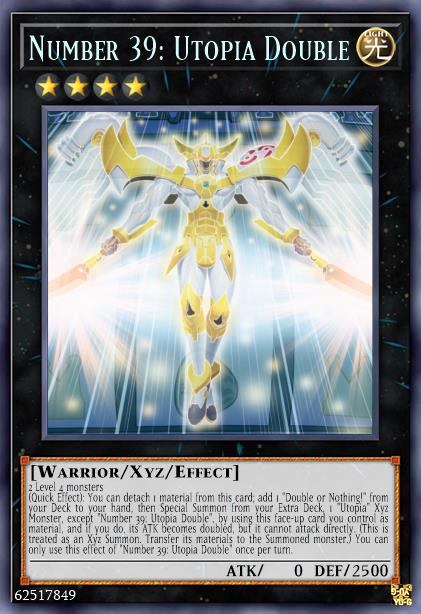 Number 39: Utopia Double
LIGHT
光
39
[Warrior/Xyz/Effect]
2 Level 4 monsters
(Quick Effect): You can detach 1 material from this card; add 1 "Double or Nothing!" from
your Deck to your hand, then Special Summon from your Extra Deck, 1 "Utopia" Xyz
Monster, except "Number 39: Utopia Double", by using this face-up card you control as
material, and if you do, its ATK becomes doubled, but it cannot attack directly. (This is
treated as an Xyz Summon. Transfer its materials to the Summoned monster.) You can
only use this effect of "Number 39: Utopia Double" once per turn.
ATK/ 0 DEF/2500
62517849